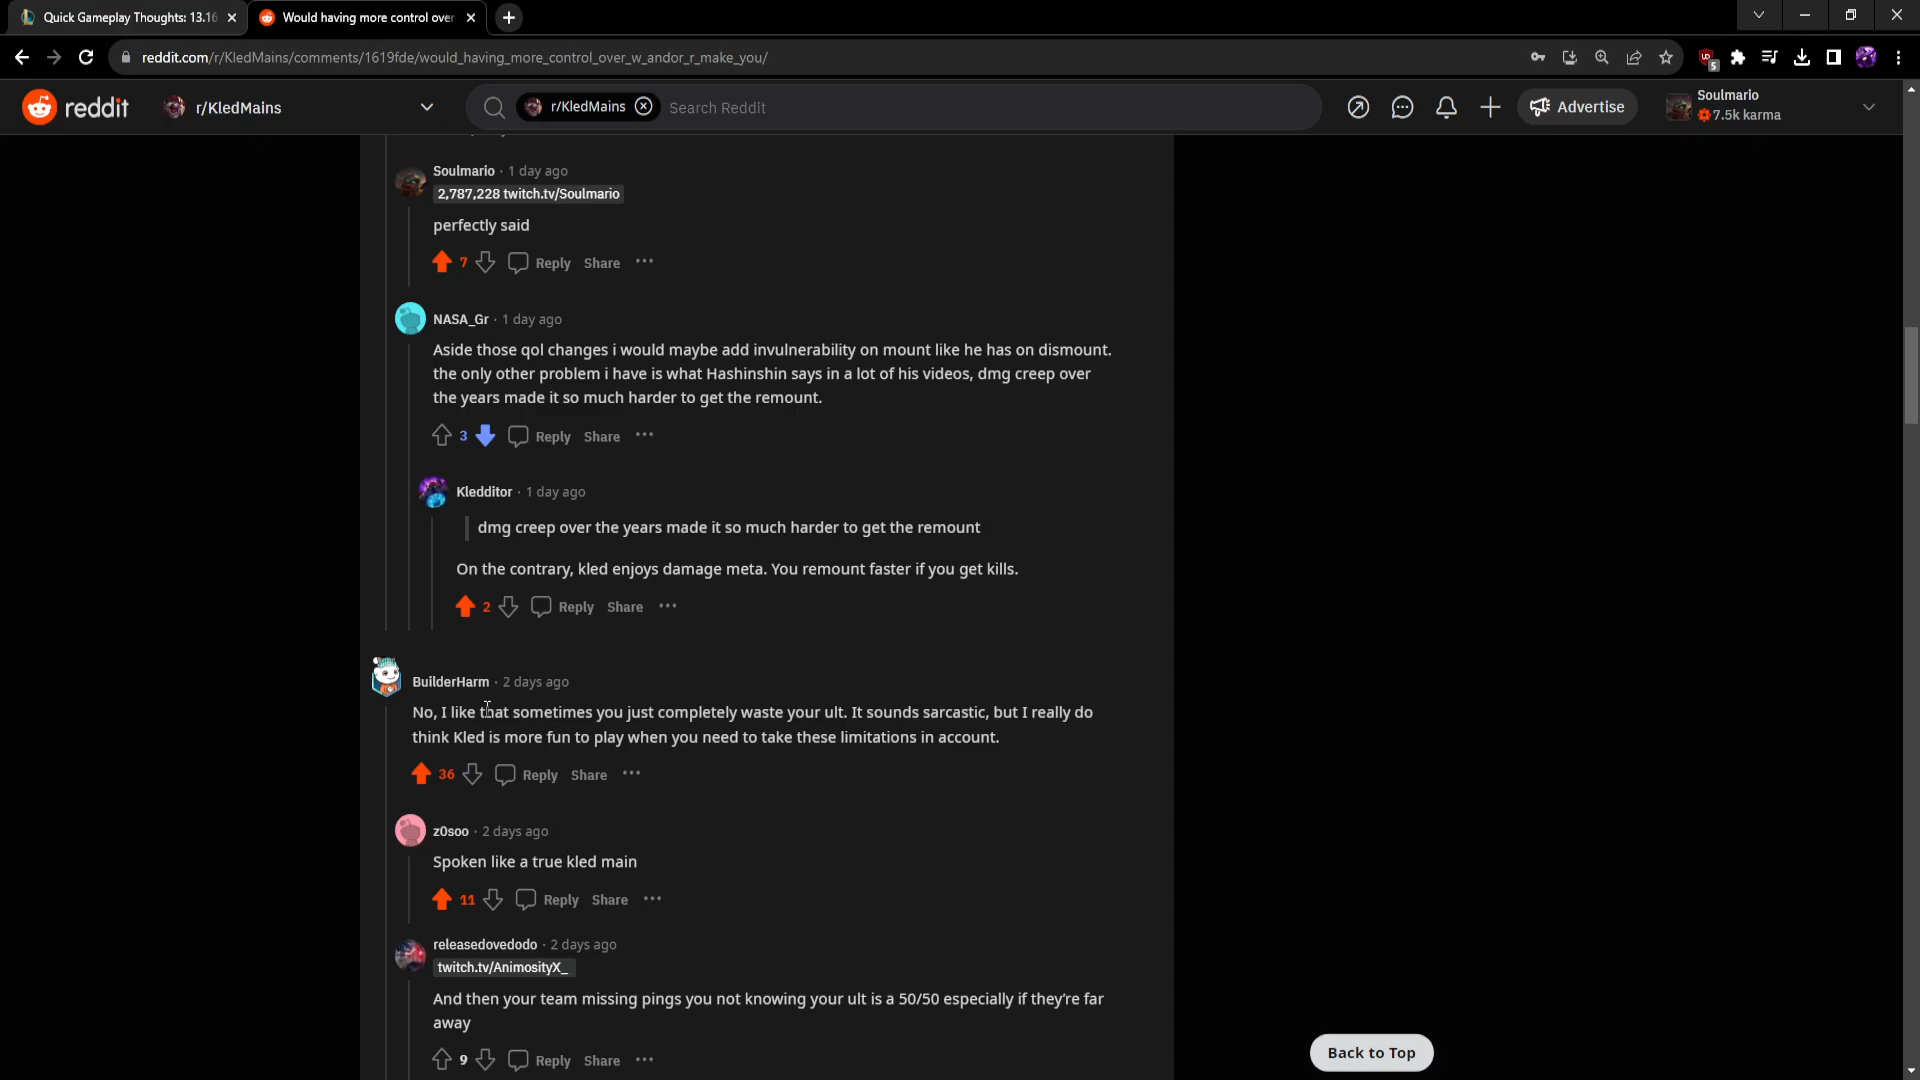 Quick Gameplay Thoughts: 13.16
Would having more control over
reddit.com/r/KledMains/comments/1619fde/would_having_more_control_over_w_andor_r_make_you/
5
reddit
r/KledMains
r/KledMains
Search Reddit
Advertise
Soulmario
7.5k karma
Soulmario · 1 day ago
2,787,228 twitch.tv/Soulmario
perfectly said
7 Reply Share ···
NASA_Gr · 1 day ago
Aside those qol changes i would maybe add invulnerability on mount like he has on dismount.
the only other problem i have is what Hashinshin says in a lot of his videos, dmg creep over
the years made it so much harder to get the remount.
3 Reply Share ···
Kledditor · 1 day ago
dmg creep over the years made it so much harder to get the remount
On the contrary, kled enjoys damage meta. You remount faster if you get kills.
2 Reply Share ···
BuilderHarm · 2 days ago
No, I like that sometimes you just completely waste your ult. It sounds sarcastic, but I really do
think Kled is more fun to play when you need to take these limitations in account.
36 Reply Share ···
z0soo · 2 days ago
Spoken like a true kled main
11 Reply Share ···
releasedovedodo · 2 days ago
twitch.tv/AnimosityX_
And then your team missing pings you not knowing your ult is a 50/50 especially if they're far
away
9 Reply Share ···
Back to Top